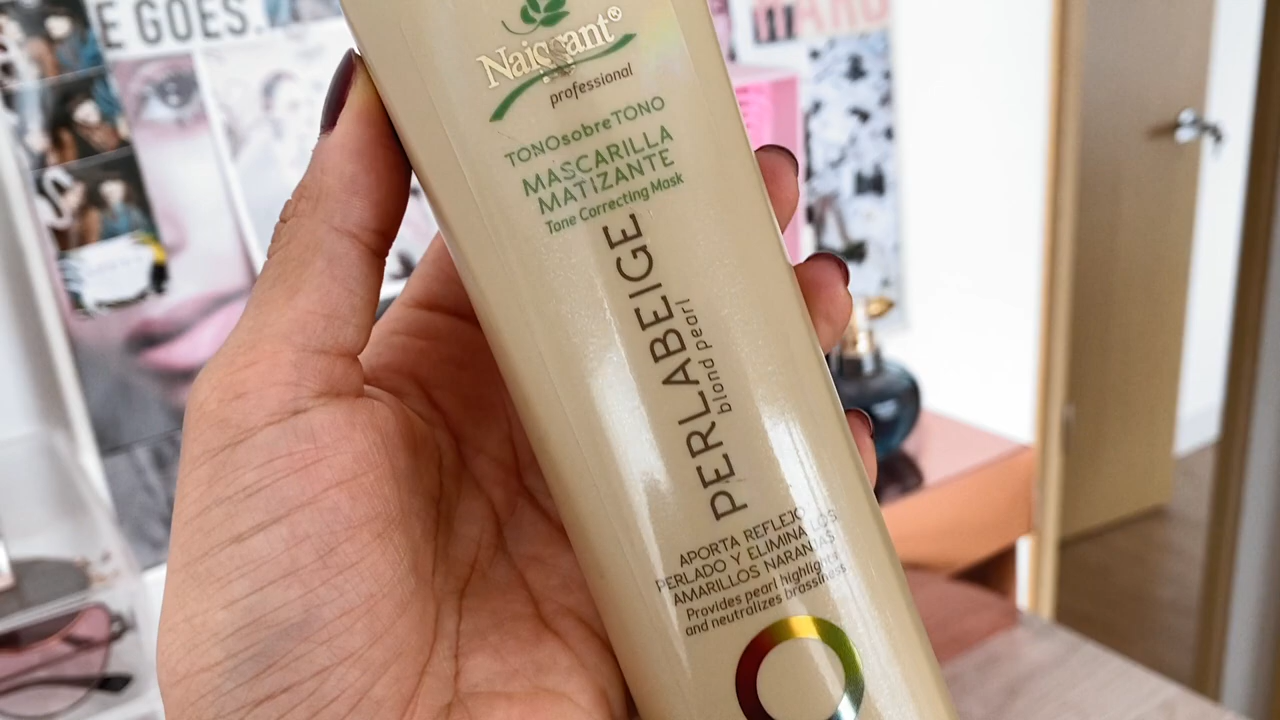 E GOES.
WARD
Naissant®
professional
TONOsobreTONO
MASCARILLA
MATIZANTE
Tone Correcting Mask
PERLABEIGE
blond pearl
APORTA REFLEJO
PERLADO Y ELIMINA LOS
AMARILLOS NARANJAS
Provides pearl highlights
and neutralizes brassiness